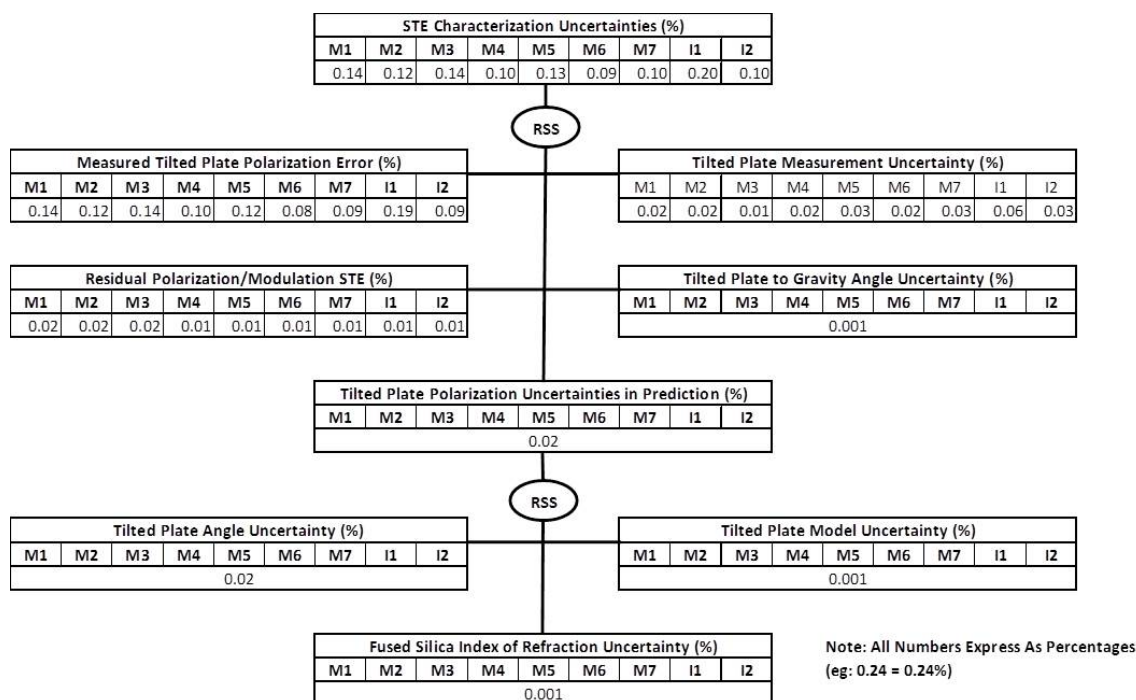 STE Characterization Uncertainties (%)
M1 M2 M3 M4 M5 M6 M7 I1 I2
0.14 0.12 0.14 0.10 0.13 0.09 0.10 0.20 0.10
RSS
Measured Tilted Plate Polarization Error (%)
M1 M2 M3 M4 M5 M6 M7 I1 I2
0.14 0.12 0.14 0.10 0.12 0.08 0.09 0.19 0.09
Tilted Plate Measurement Uncertainty (%)
M1 M2 M3 M4 M5 M6 M7 I1 I2
0.02 0.02 0.01 0.02 0.03 0.02 0.03 0.06 0.03
Residual Polarization/Modulation STE (%)
M1 M2 M3 M4 M5 M6 M7 I1 I2
0.02 0.02 0.02 0.01 0.01 0.01 0.01 0.01 0.01
Tilted Plate to Gravity Angle Uncertainty (%)
M1 M2 M3 M4 M5 M6 M7 I1 I2
0.001
Tilted Plate Polarization Uncertainties in Prediction (%)
M1 M2 M3 M4 M5 M6 M7 I1 I2
0.02
RSS
Tilted Plate Angle Uncertainty (%)
M1 M2 M3 M4 M5 M6 M7 I1 I2
0.02
Tilted Plate Model Uncertainty (%)
M1 M2 M3 M4 M5 M6 M7 I1 I2
0.001
Fused Silica Index of Refraction Uncertainty (%)
M1 M2 M3 M4 M5 M6 M7 I1 I2
0.001
Note: All Numbers Express As Percentages
(eg: 0.24 = 0.24%)